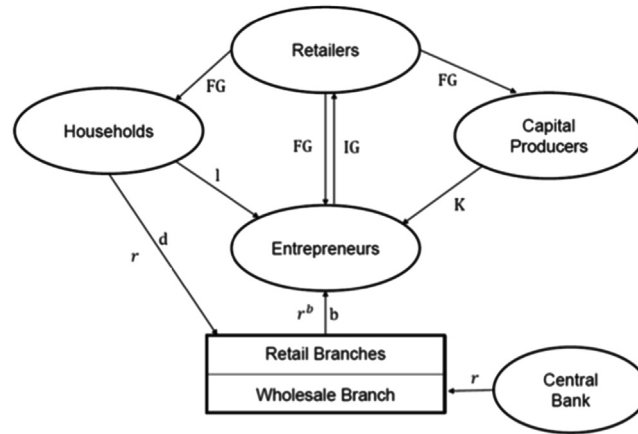 Retailers
FG
FG
Households
Capital
Producers
FG
IG
l
K
Entrepreneurs
d
r
r^b
b
Retail Branches
Wholesale Branch
r
Central
Bank